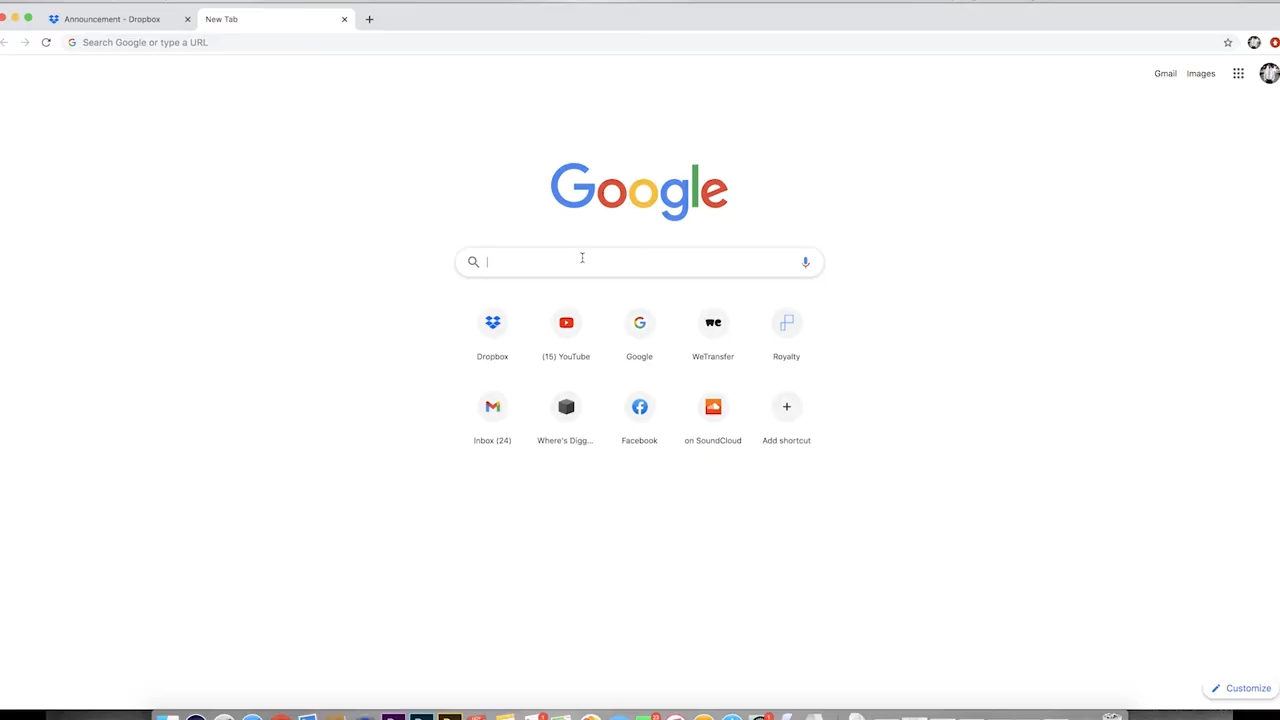 Announcement - Dropbox
New Tab
Search Google or type a URL
Gmail Images
Google
Dropbox
(15) YouTube
Google
we
WeTransfer
Royalty
Inbox (24)
Where's Digg...
Facebook
on SoundCloud
Add shortcut
Customize